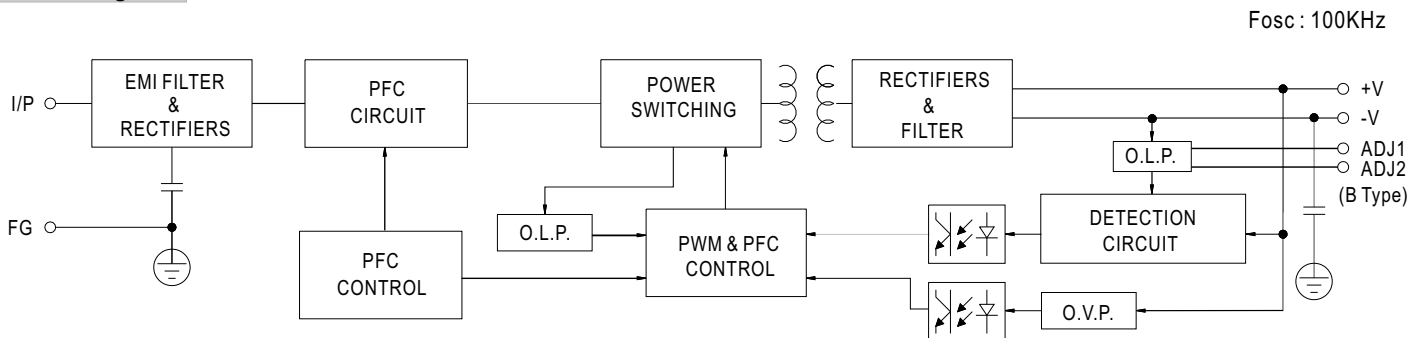 Fosc : 100KHz
I/P
EMI FILTER
&
RECTIFIERS
PFC
CIRCUIT
POWER
SWITCHING
RECTIFIERS
&
FILTER
+V
-V
O.L.P.
ADJ1
ADJ2
(B Type)
FG
PFC
CONTROL
O.L.P.
PWM & PFC
CONTROL
DETECTION
CIRCUIT
O.V.P.